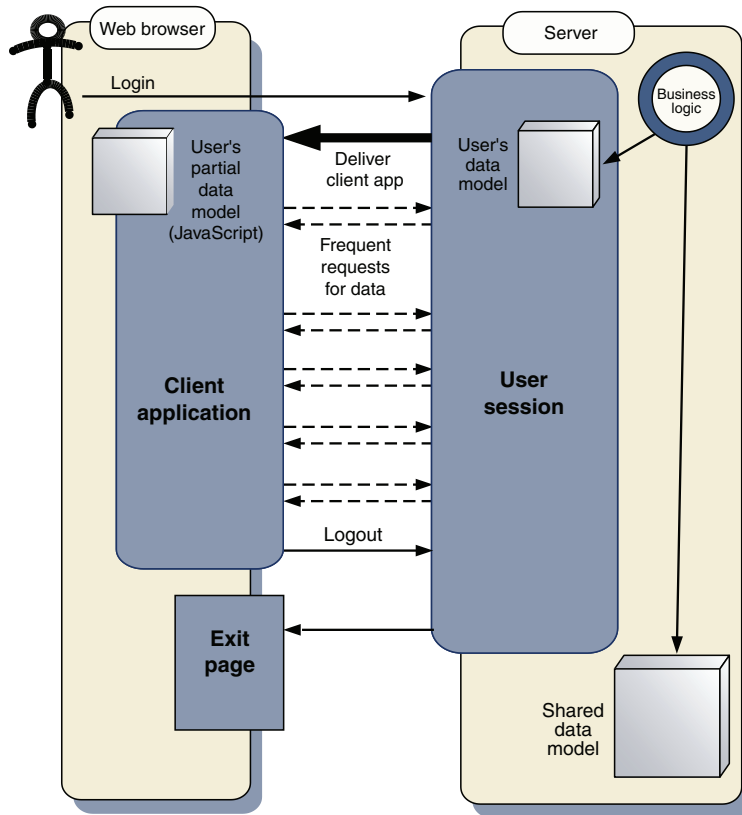 Web browser
Server
Login
Business
logic
User's
partial
data
model
(JavaScript)
Deliver
client app
User's
data
model
Frequent
requests
for data
Client
application
User
session
Logout
Exit
page
Shared
data
model